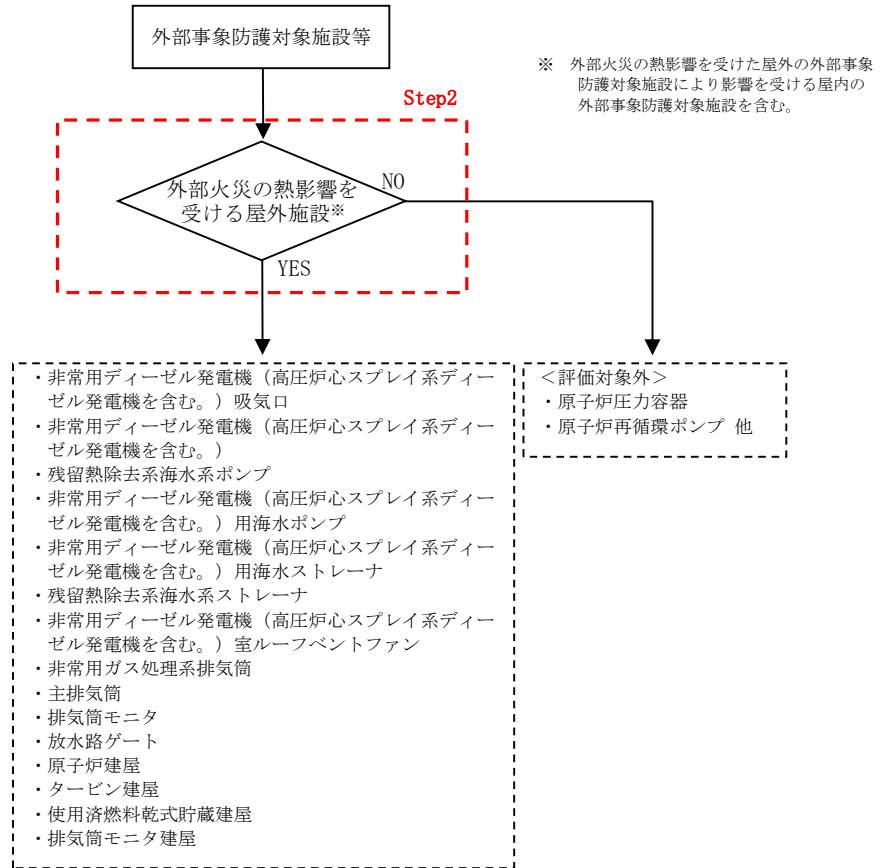 外部事象防護対象施設等
※ 外部火災の熱影響を受けた屋外の外部事象
防護対象施設により影響を受ける屋内の
外部事象防護対象施設を含む。
Step2
外部火災の熱影響を
受ける屋外施設※
NO
YES
・非常用ディーゼル発電機（高圧炉心スプレイ系ディー
ゼル発電機を含む。）吸気口
・非常用ディーゼル発電機（高圧炉心スプレイ系ディー
ゼル発電機を含む。）
・残留熱除去系海水系ポンプ
・非常用ディーゼル発電機（高圧炉心スプレイ系ディー
ゼル発電機を含む。）用海水ポンプ
・非常用ディーゼル発電機（高圧炉心スプレイ系ディー
ゼル発電機を含む。）用海水ストレーナ
・残留熱除去系海水系ストレーナ
・非常用ディーゼル発電機（高圧炉心スプレイ系ディー
ゼル発電機を含む。）室ルーフベントファン
・非常用ガス処理系排気筒
・主排気筒
・排気筒モニタ
・放水路ゲート
・原子炉建屋
・タービン建屋
・使用済燃料乾式貯蔵建屋
・排気筒モニタ建屋
＜評価対象外＞
・原子炉圧力容器
・原子炉再循環ポンプ 他